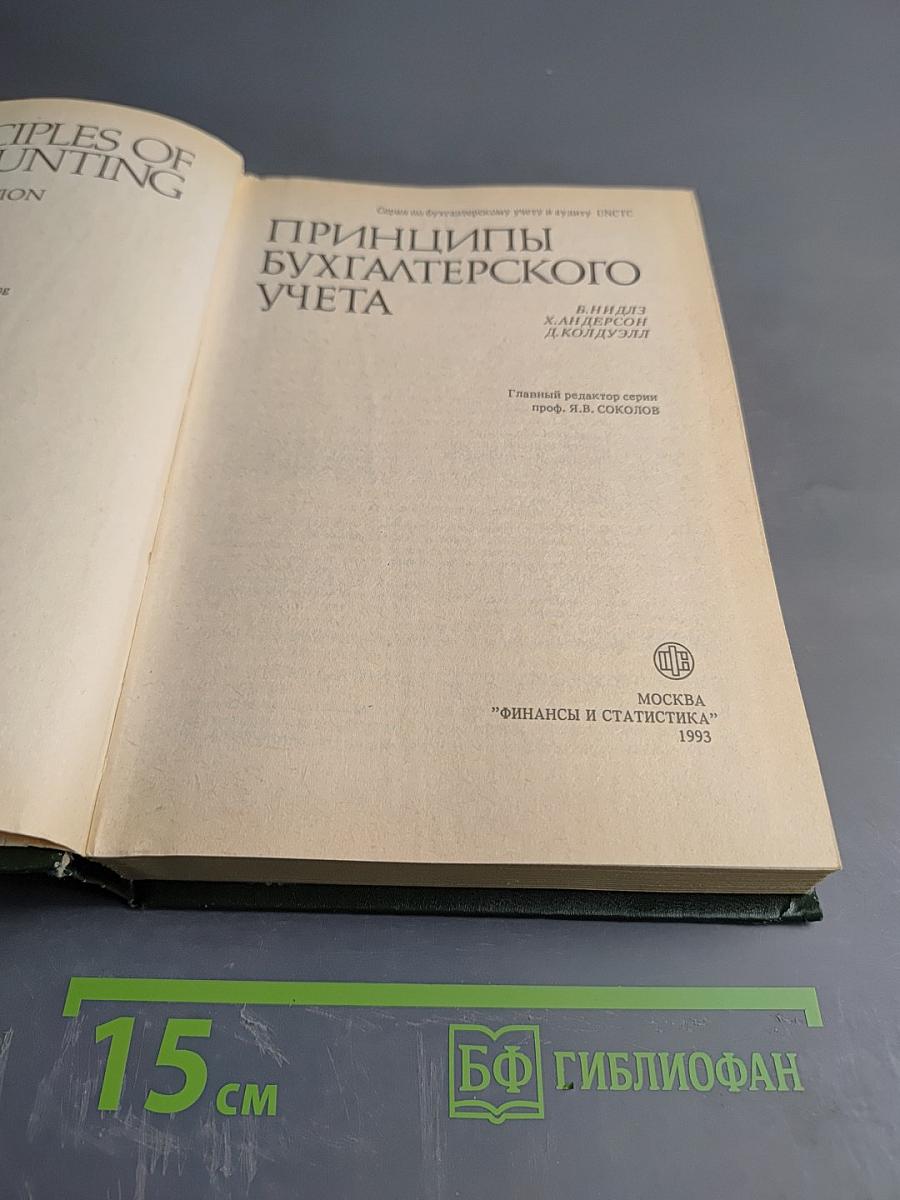 CIPLES OF
UNTING
ION
Серия по бухгалтерскому учету и аудиту UNCTC
ПРИНЦИПЫ
БУХГАЛТЕРСКОГО
УЧЕТА
Б.НИДЛЗ
Х.АНДЕРСОН
Д.КОЛДУЭЛЛ
Главный редактор серии
проф. Я.В. СОКОЛОВ
МОСКВА
"ФИНАНСЫ И СТАТИСТИКА"
1993
15 см
БФ ГИБЛИОФАН